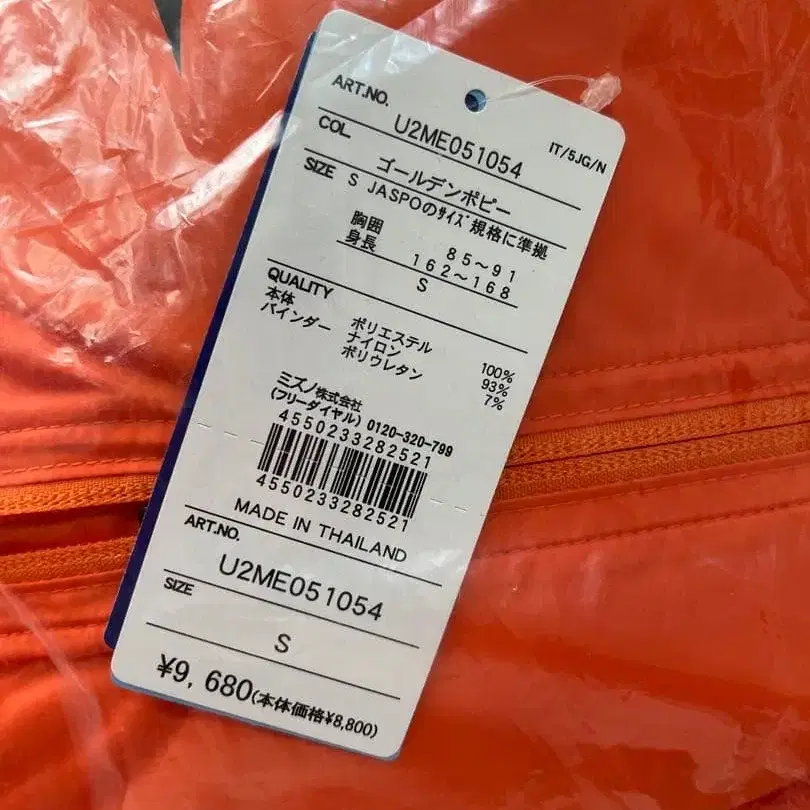 ART.NO.
U2ME051054
IT/5JG/N
COL.
ゴールデンポピー
SIZE S JASPOのｻｲｽﾞ規格に準拠
胸囲 85～91
身長 162～168
S
QUALITY
本体 ポリエステル 100%
バインダー ナイロン 93%
ポリウレタン 7%
ミズノ株式会社
(フリーダイヤル) 0120-320-799
4550233282521
4550233282521
MADE IN THAILAND
ART.NO.
U2ME051054
SIZE
S
¥9,680(本体価格¥8,800)